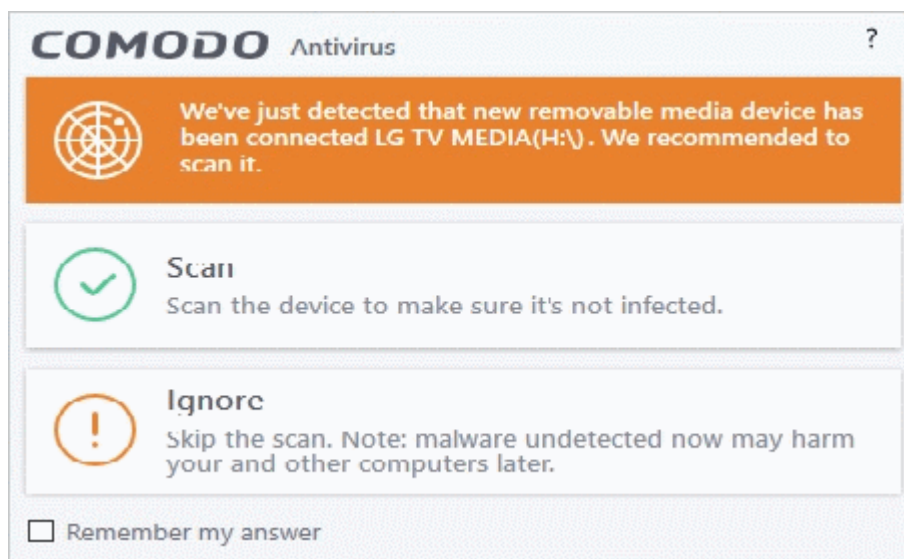 COMODO Antivirus ?
We've just detected that new removable media device has
been connected LG TV MEDIA(H:\). We recommended to
scan it.
Scan
Scan the device to make sure it's not infected.
Ignore
Skip the scan. Note: malware undetected now may harm
your and other computers later.
Remember my answer